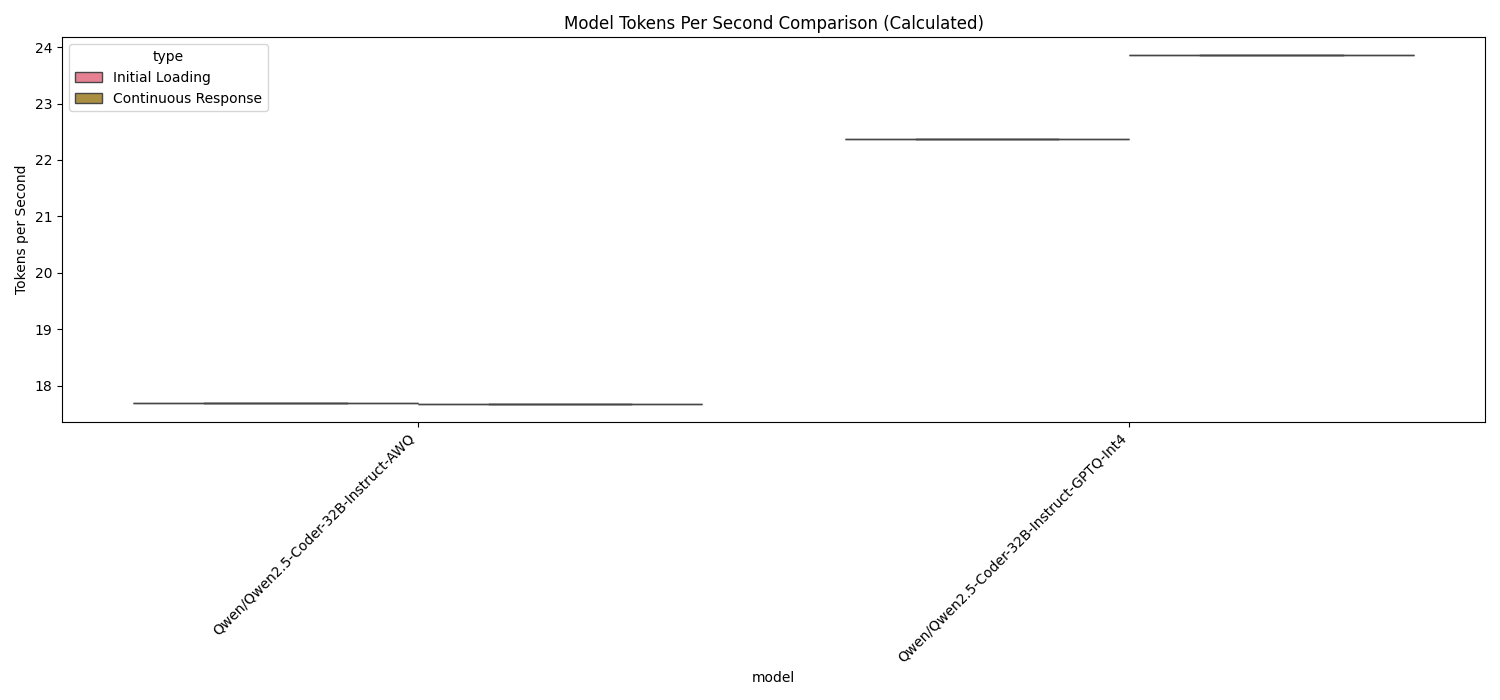 Model Tokens Per Second Comparison (Calculated)
type
Initial Loading
Continuous Response
Tokens per Second
24
23
22
21
20
19
18
Qwen/Qwen2.5-Coder-32B-Instruct-AWQ
Qwen/Qwen2.5-Coder-32B-Instruct-GPTQ-Int4
model